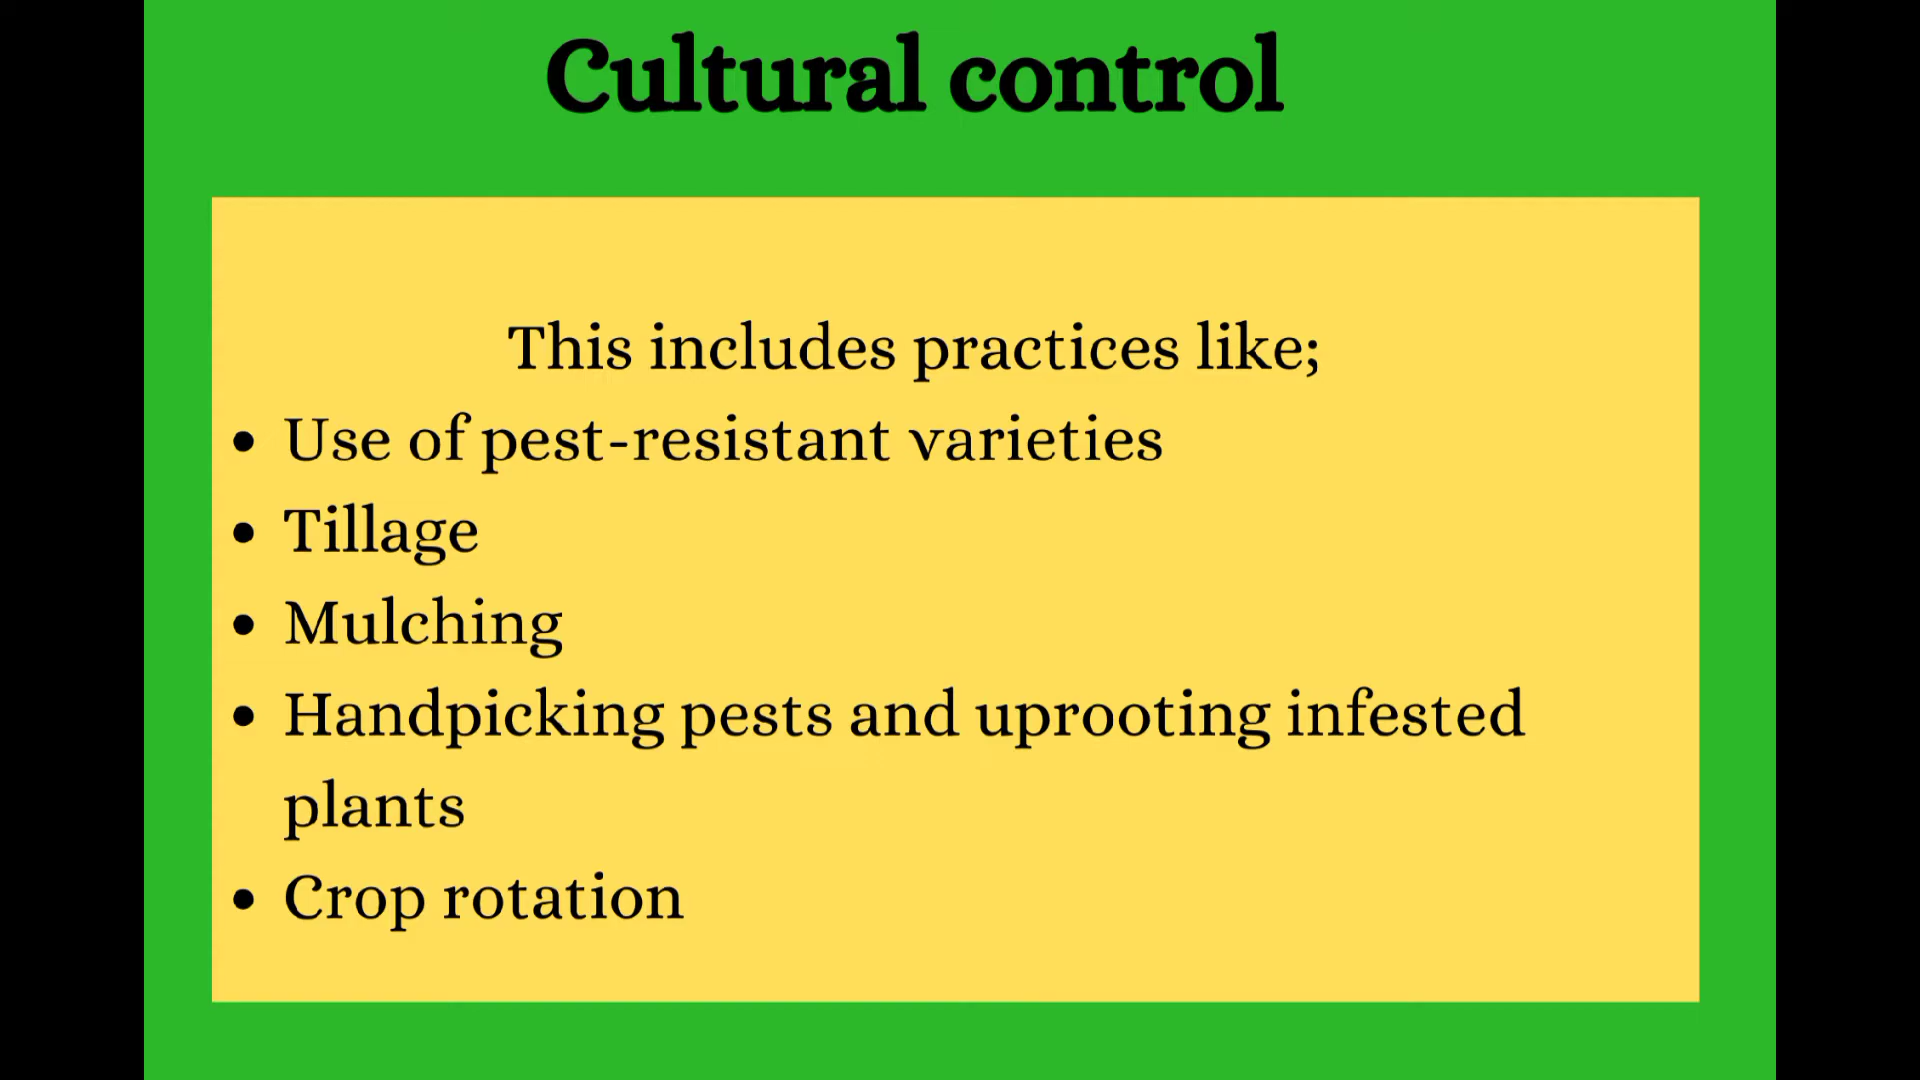 Cultural control
This includes practices like;
• Use of pest-resistant varieties
• Tillage
• Mulching
• Handpicking pests and uprooting infested
plants
• Crop rotation